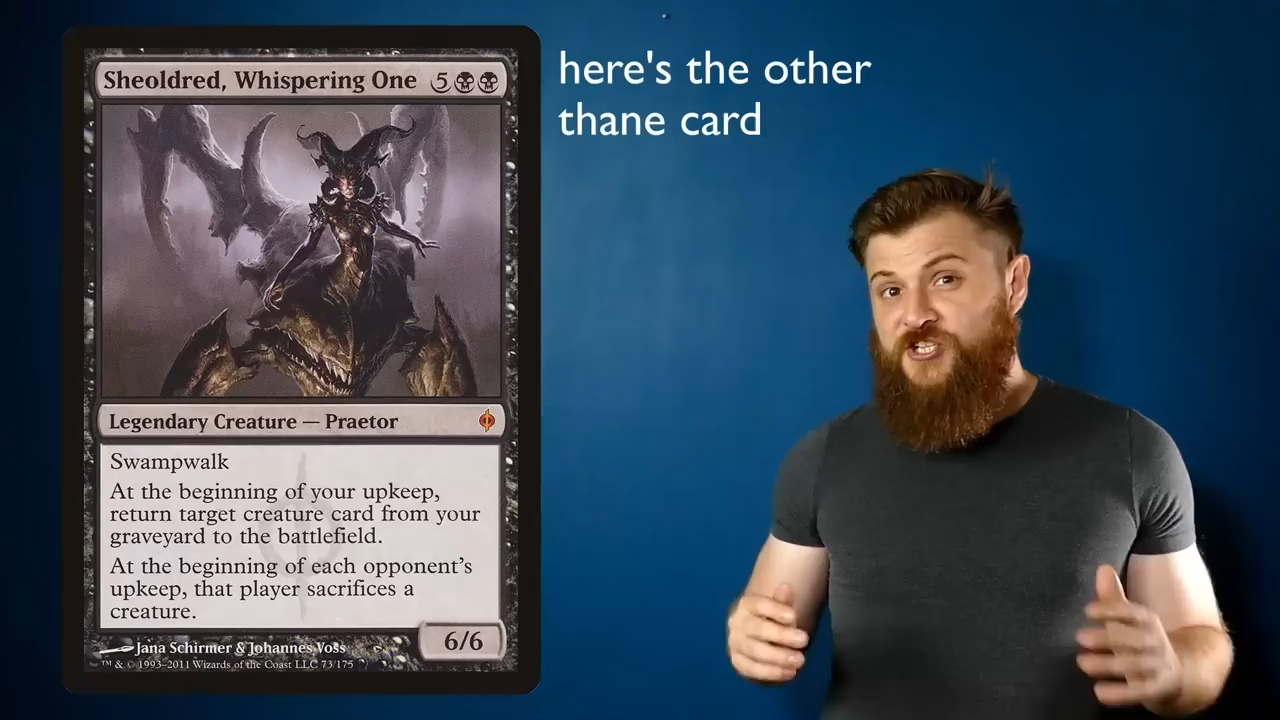 Sheoldred, Whispering One 5
here's the other
thane card
Legendary Creature — Praetor
Swampwalk
At the beginning of your upkeep,
return target creature card from your
graveyard to the battlefield.
At the beginning of each opponent's
upkeep, that player sacrifices a
creature.
6/6
Jana Schirmer & Johannes Voss
™ & © 1993–2011 Wizards of the Coast LLC 73/175